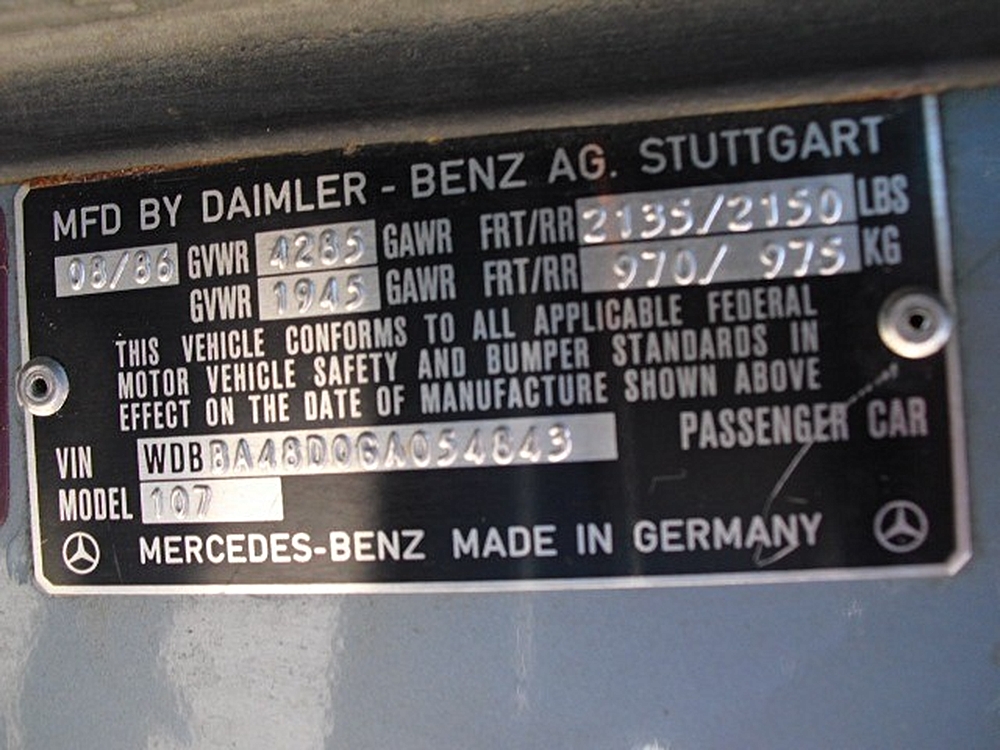 MFD BY DAIMLER - BENZ AG. STUTTGART
08/86 GVWR 4285 GAWR FRT/RR 2135/2150 LBS
GVWR 1945 GAWR FRT/RR 970/ 975 KG
THIS VEHICLE CONFORMS TO ALL APPLICABLE FEDERAL
MOTOR VEHICLE SAFETY AND BUMPER STANDARDS IN
EFFECT ON THE DATE OF MANUFACTURE SHOWN ABOVE
VIN WDBBA48D0GA054843 PASSENGER CAR
MODEL 107
MERCEDES-BENZ MADE IN GERMANY